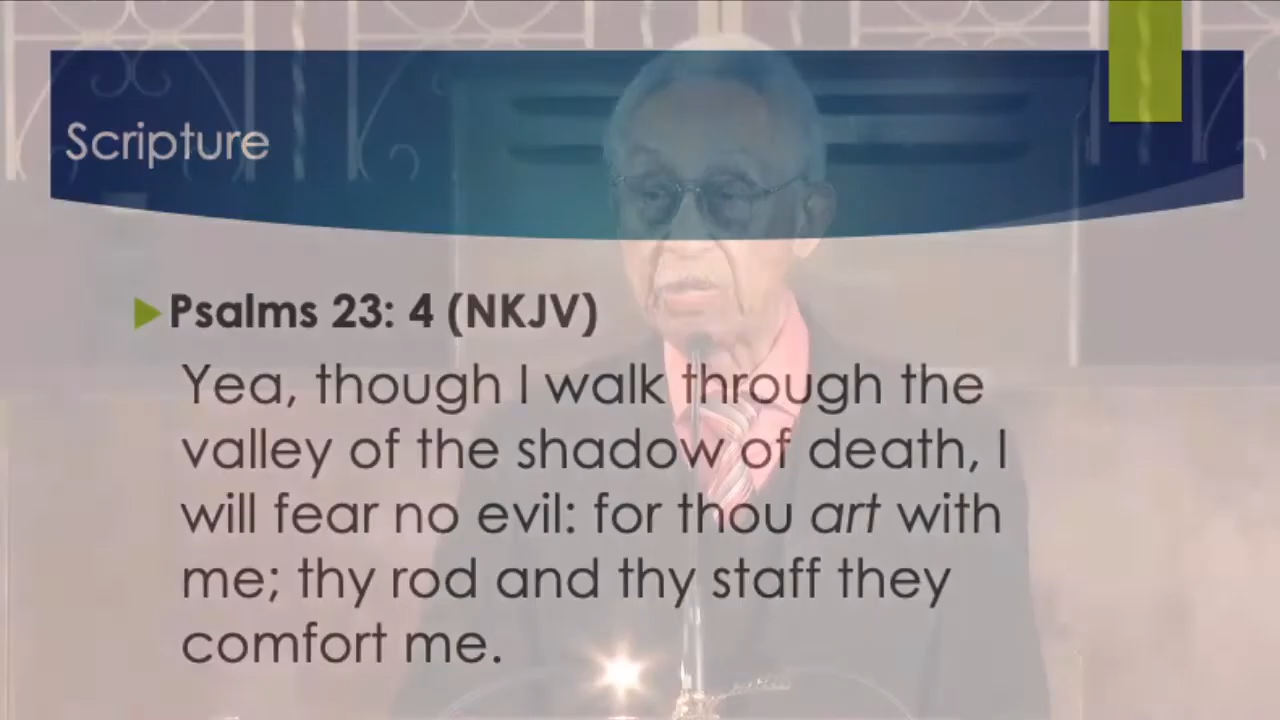 Scripture
Psalms 23: 4 (NKJV)
Yea, though I walk through the
valley of the shadow of death, I
will fear no evil: for thou art with
me; thy rod and thy staff they
comfort me.